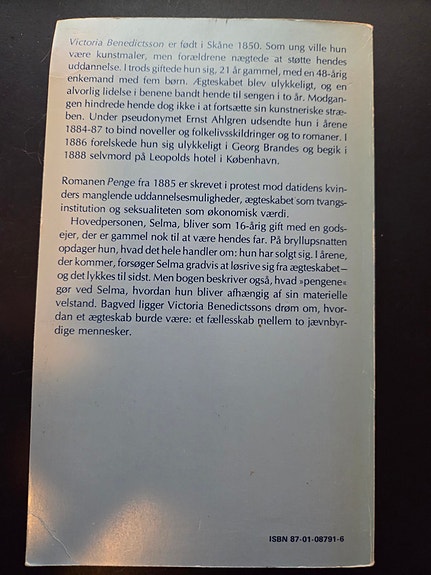 Victoria Benedictsson er født i Skåne 1850. Som ung ville hun
være kunstmaler, men forældrene nægtede at støtte hendes
uddannelse. I trods giftede hun sig, 21 år gammel, med en 48-årig
enkemand med fem børn. Ægteskabet blev ulykkeligt, og en
alvorlig lidelse i benene bandt hende til sengen i to år. Modgan-
gen hindrede hende dog ikke i at fortsætte sin kunstneriske stræ-
ben. Under pseudonymet Ernst Ahlgren udsendte hun i årene
1884-87 to bind noveller og folkelivsskildringer og to romaner. I
1886 forelskede hun sig ulykkeligt i Georg Brandes og begik i
1888 selvmord på Leopolds hotel i København.
Romanen Penge fra 1885 er skrevet i protest mod datidens kvin-
ders manglende uddannelsesmuligheder, ægteskabet som tvangs-
institution og seksualiteten som økonomisk værdi.
Hovedpersonen, Selma, bliver som 16-årig gift med en gods-
ejer, der er gammel nok til at være hendes far. På bryllupsnatten
opdager hun, hvad det hele handler om: hun har solgt sig. I årene,
der kommer, forsøger Selma gradvis at løsrive sig fra ægteskabet—
og det lykkes til sidst. Men bogen beskriver også, hvad »pengene«
gør ved Selma, hvordan hun bliver afhængig af sin materielle
velstand. Bagved ligger Victoria Benedictssons drøm om, hvor-
dan et ægteskab burde være: et fællesskab mellem to jævnbyr-
dige mennesker.
ISBN 87-01-08791-6